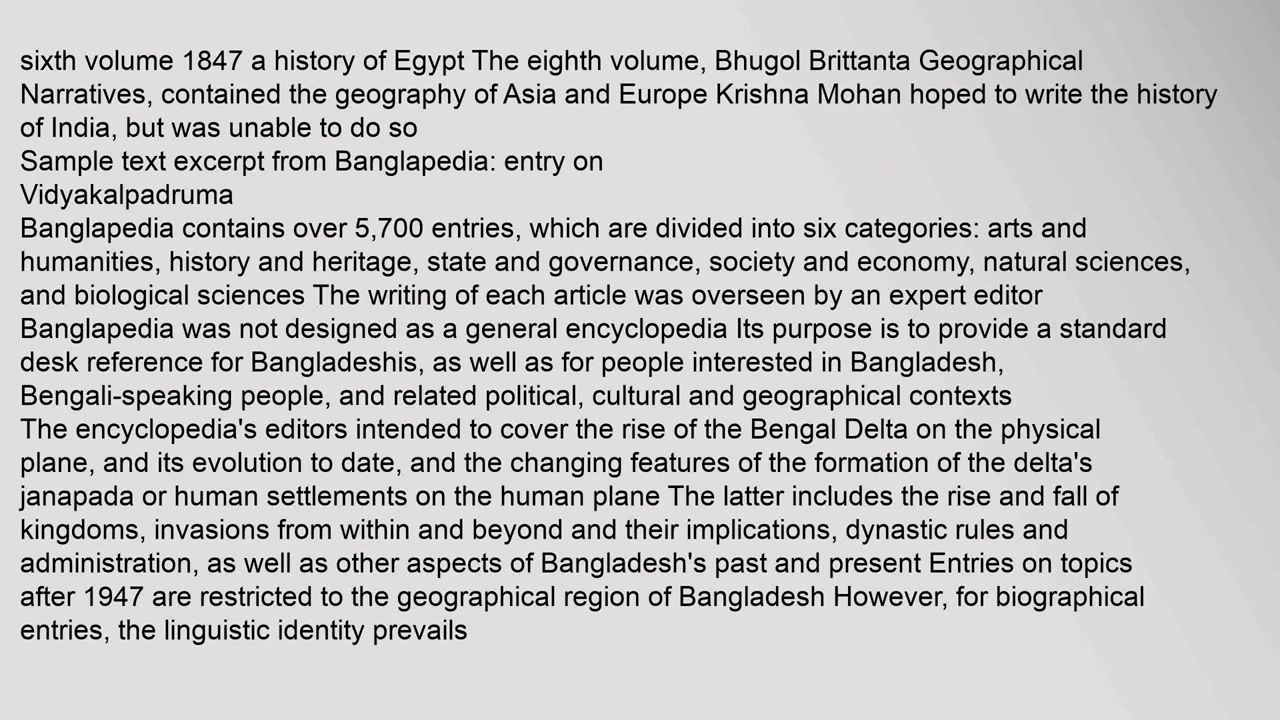 sixth volume 1847 a history of Egypt The eighth volume, Bhugol Brittanta Geographical
Narratives, contained the geography of Asia and Europe Krishna Mohan hoped to write the history
of India, but was unable to do so
Sample text excerpt from Banglapedia: entry on
Vidyakalpadruma
Banglapedia contains over 5,700 entries, which are divided into six categories: arts and
humanities, history and heritage, state and governance, society and economy, natural sciences,
and biological sciences The writing of each article was overseen by an expert editor
Banglapedia was not designed as a general encyclopedia Its purpose is to provide a standard
desk reference for Bangladeshis, as well as for people interested in Bangladesh,
Bengali-speaking people, and related political, cultural and geographical contexts
The encyclopedia's editors intended to cover the rise of the Bengal Delta on the physical
plane, and its evolution to date, and the changing features of the formation of the delta's
janapada or human settlements on the human plane The latter includes the rise and fall of
kingdoms, invasions from within and beyond and their implications, dynastic rules and
administration, as well as other aspects of Bangladesh's past and present Entries on topics
after 1947 are restricted to the geographical region of Bangladesh However, for biographical
entries, the linguistic identity prevails